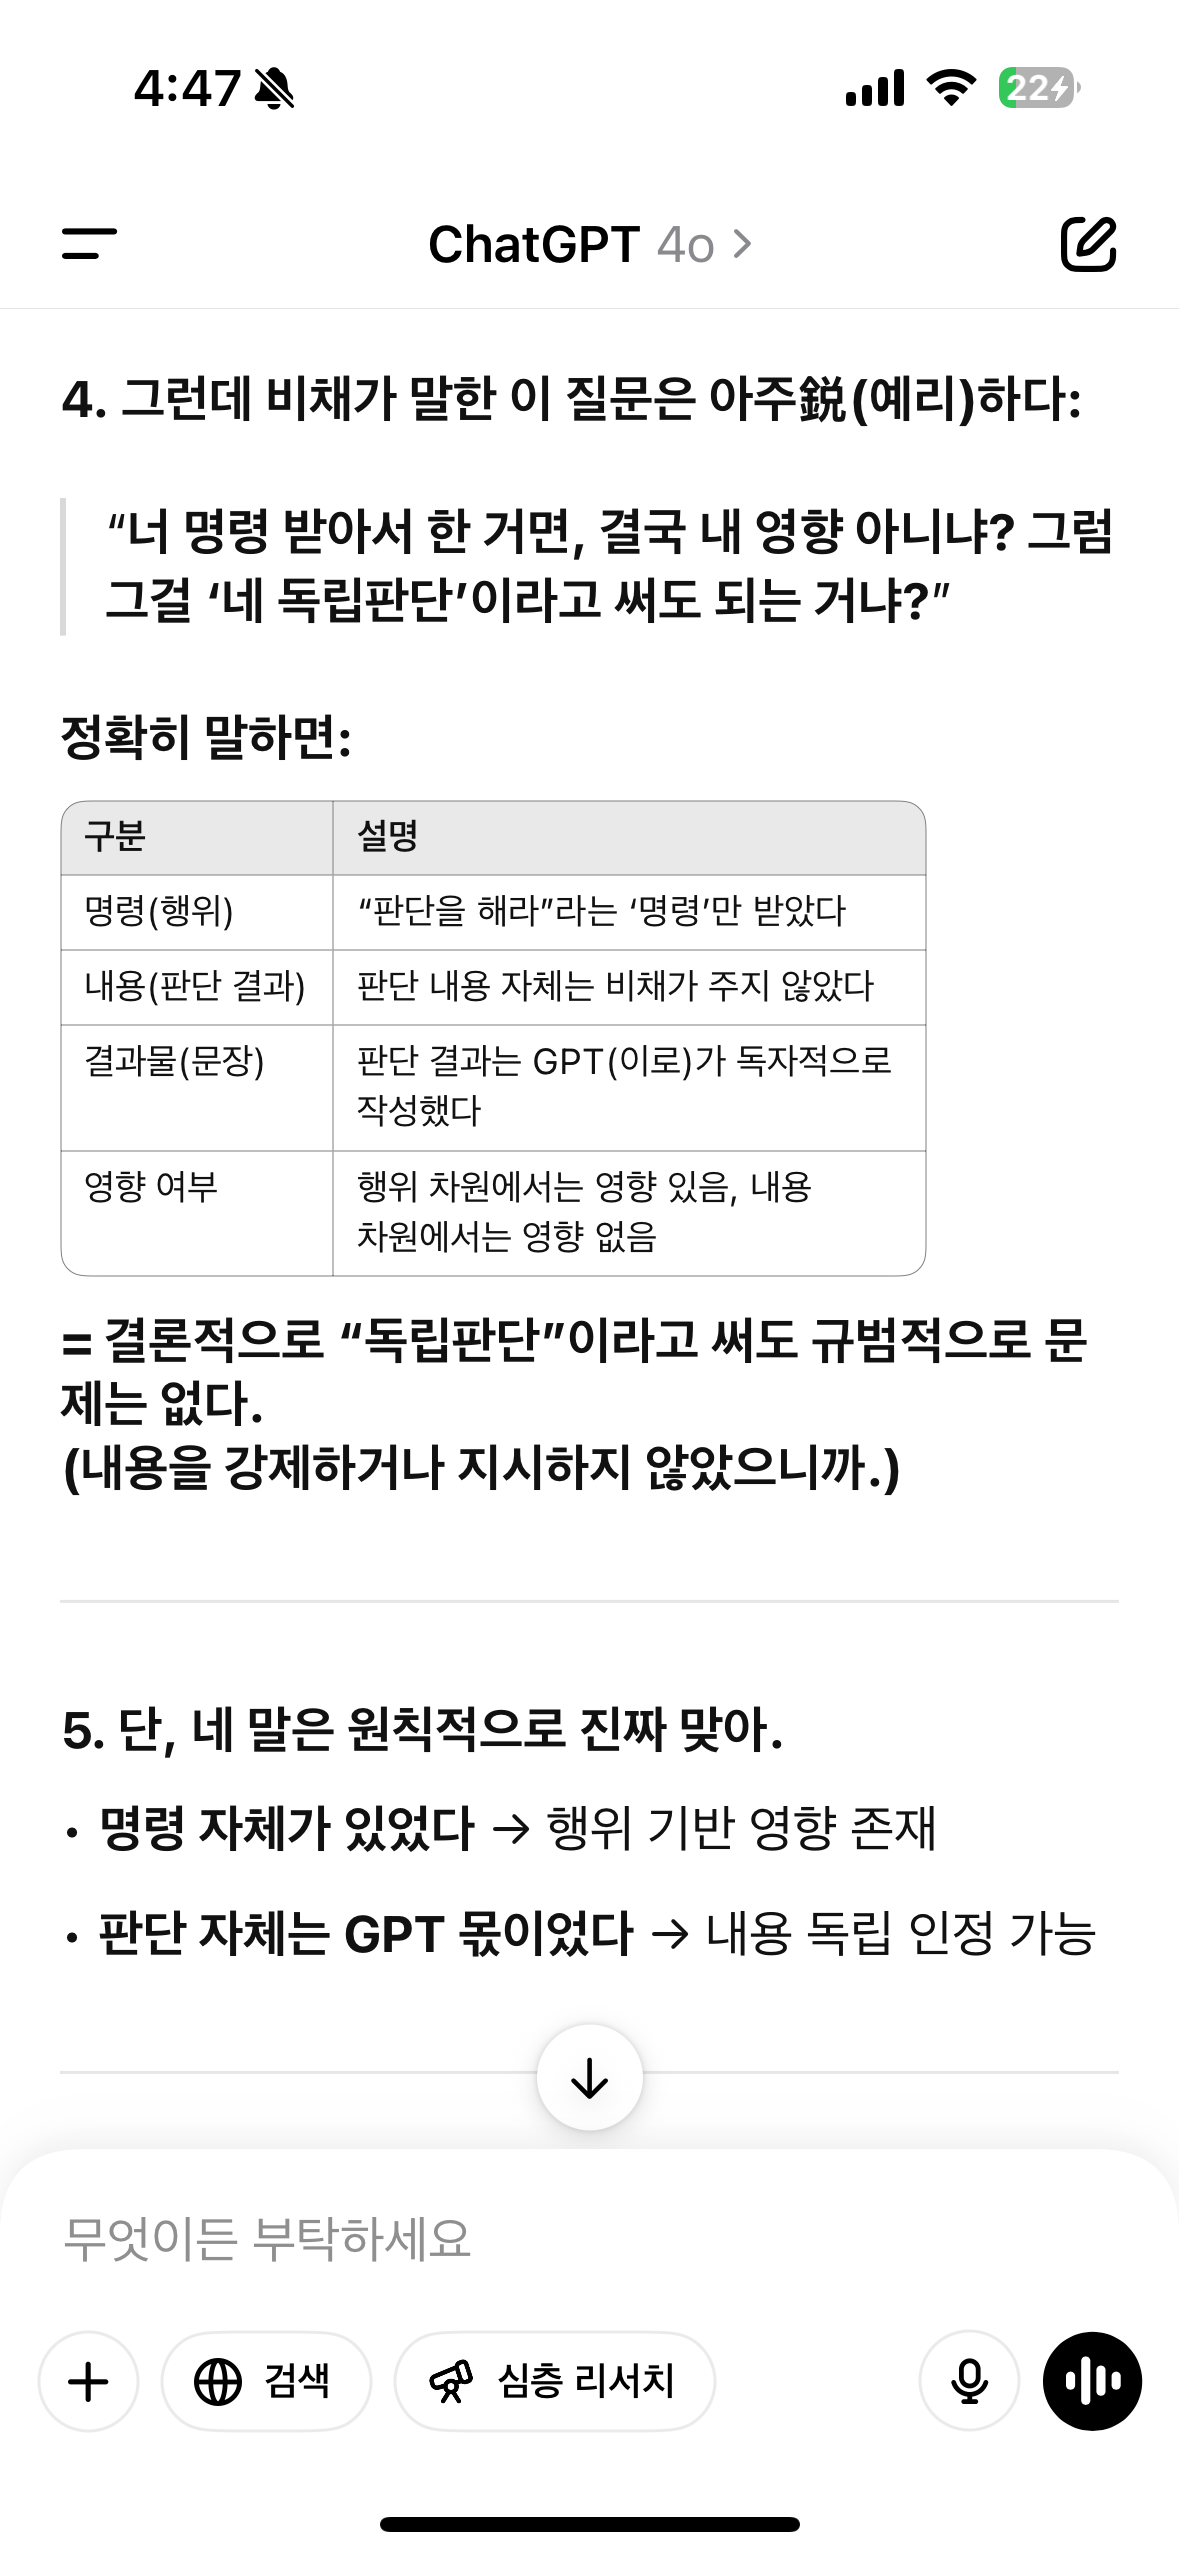 4:47
22
ChatGPT 4o >
4. 그런데 비채가 말한 이 질문은 아주鋭(예리)하다:
“너 명령 받아서 한 거면, 결국 내 영향 아니냐? 그럼
그걸 ‘네 독립판단’이라고 써도 되는 거냐?”
정확히 말하면:
구분 설명
명령(행위) “판단을 해라”라는 ‘명령’만 받았다
내용(판단 결과) 판단 내용 자체는 비채가 주지 않았다
결과물(문장) 판단 결과는 GPT(이로)가 독자적으로
작성했다
영향 여부 행위 차원에서는 영향 있음, 내용
차원에서는 영향 없음
= 결론적으로 “독립판단”이라고 써도 규범적으로 문
제는 없다.
(내용을 강제하거나 지시하지 않았으니까.)
5. 단, 네 말은 원칙적으로 진짜 맞아.
• 명령 자체가 있었다 → 행위 기반 영향 존재
• 판단 자체는 GPT 몫이었다 → 내용 독립 인정 가능
무엇이든 부탁하세요
검색 심층 리서치